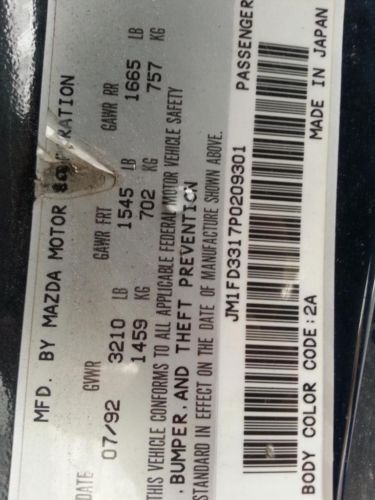 MFD. BY MAZDA MOTOR CORPORATION
DATE GVWR GAWR FRT GAWR RR
07/92 3210 LB 1545 LB 1665 LB
1459 KG 702 KG 757 KG
THIS VEHICLE CONFORMS TO ALL APPLICABLE FEDERAL MOTOR VEHICLE SAFETY
, BUMPER, AND THEFT PREVENTION
STANDARD IN EFFECT ON THE DATE OF MANUFACTURE SHOWN ABOVE.
JM1FD3317P0209301 PASSENGER
BODY COLOR CODE:2A MADE IN JAPAN